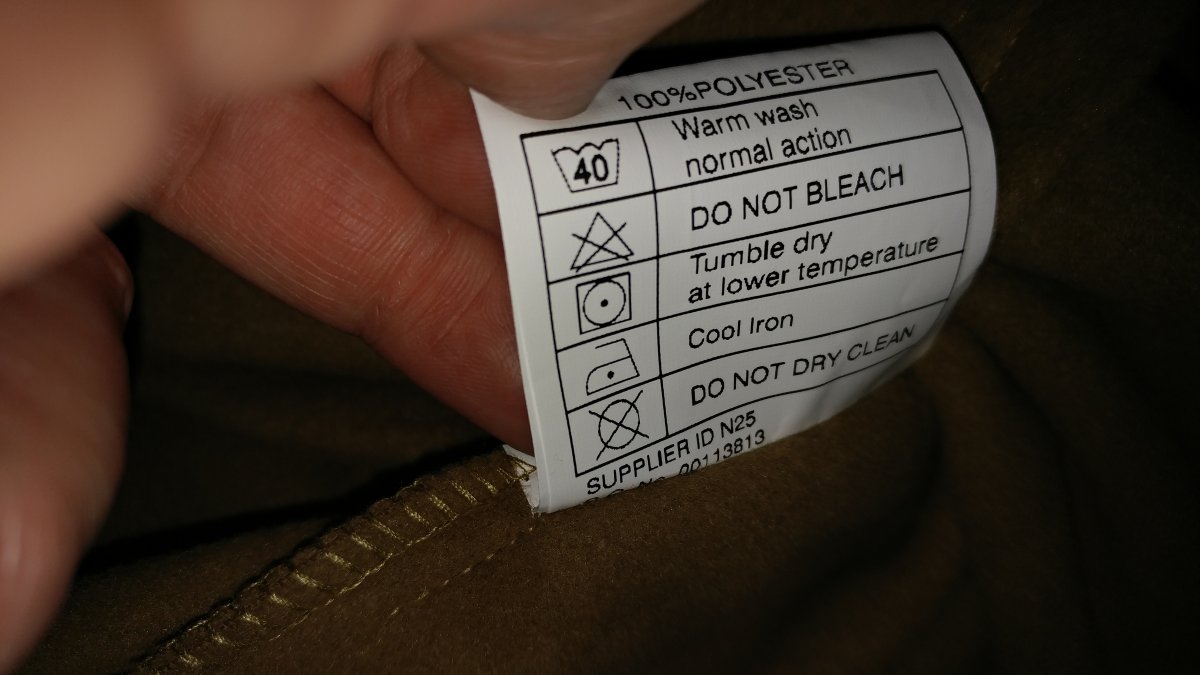 100%POLYESTER
40
Warm wash
normal action
DO NOT BLEACH
Tumble dry
at lower temperature
Cool Iron
DO NOT DRY CLEAN
SUPPLIER ID N25
00113813